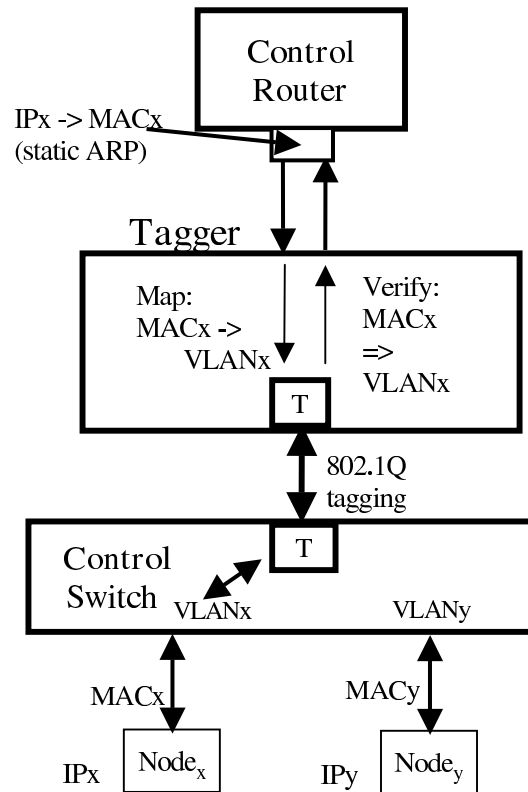 Control
Router
IPx -> MACx
(static ARP)
Tagger
Map:
MACx ->
VLANx
Verify:
MACx
=>
VLANx
T
802.1Q
tagging
T
Control
Switch
VLANx
VLANy
MACx
MACy
IPx
Nodex
IPy
Nodey